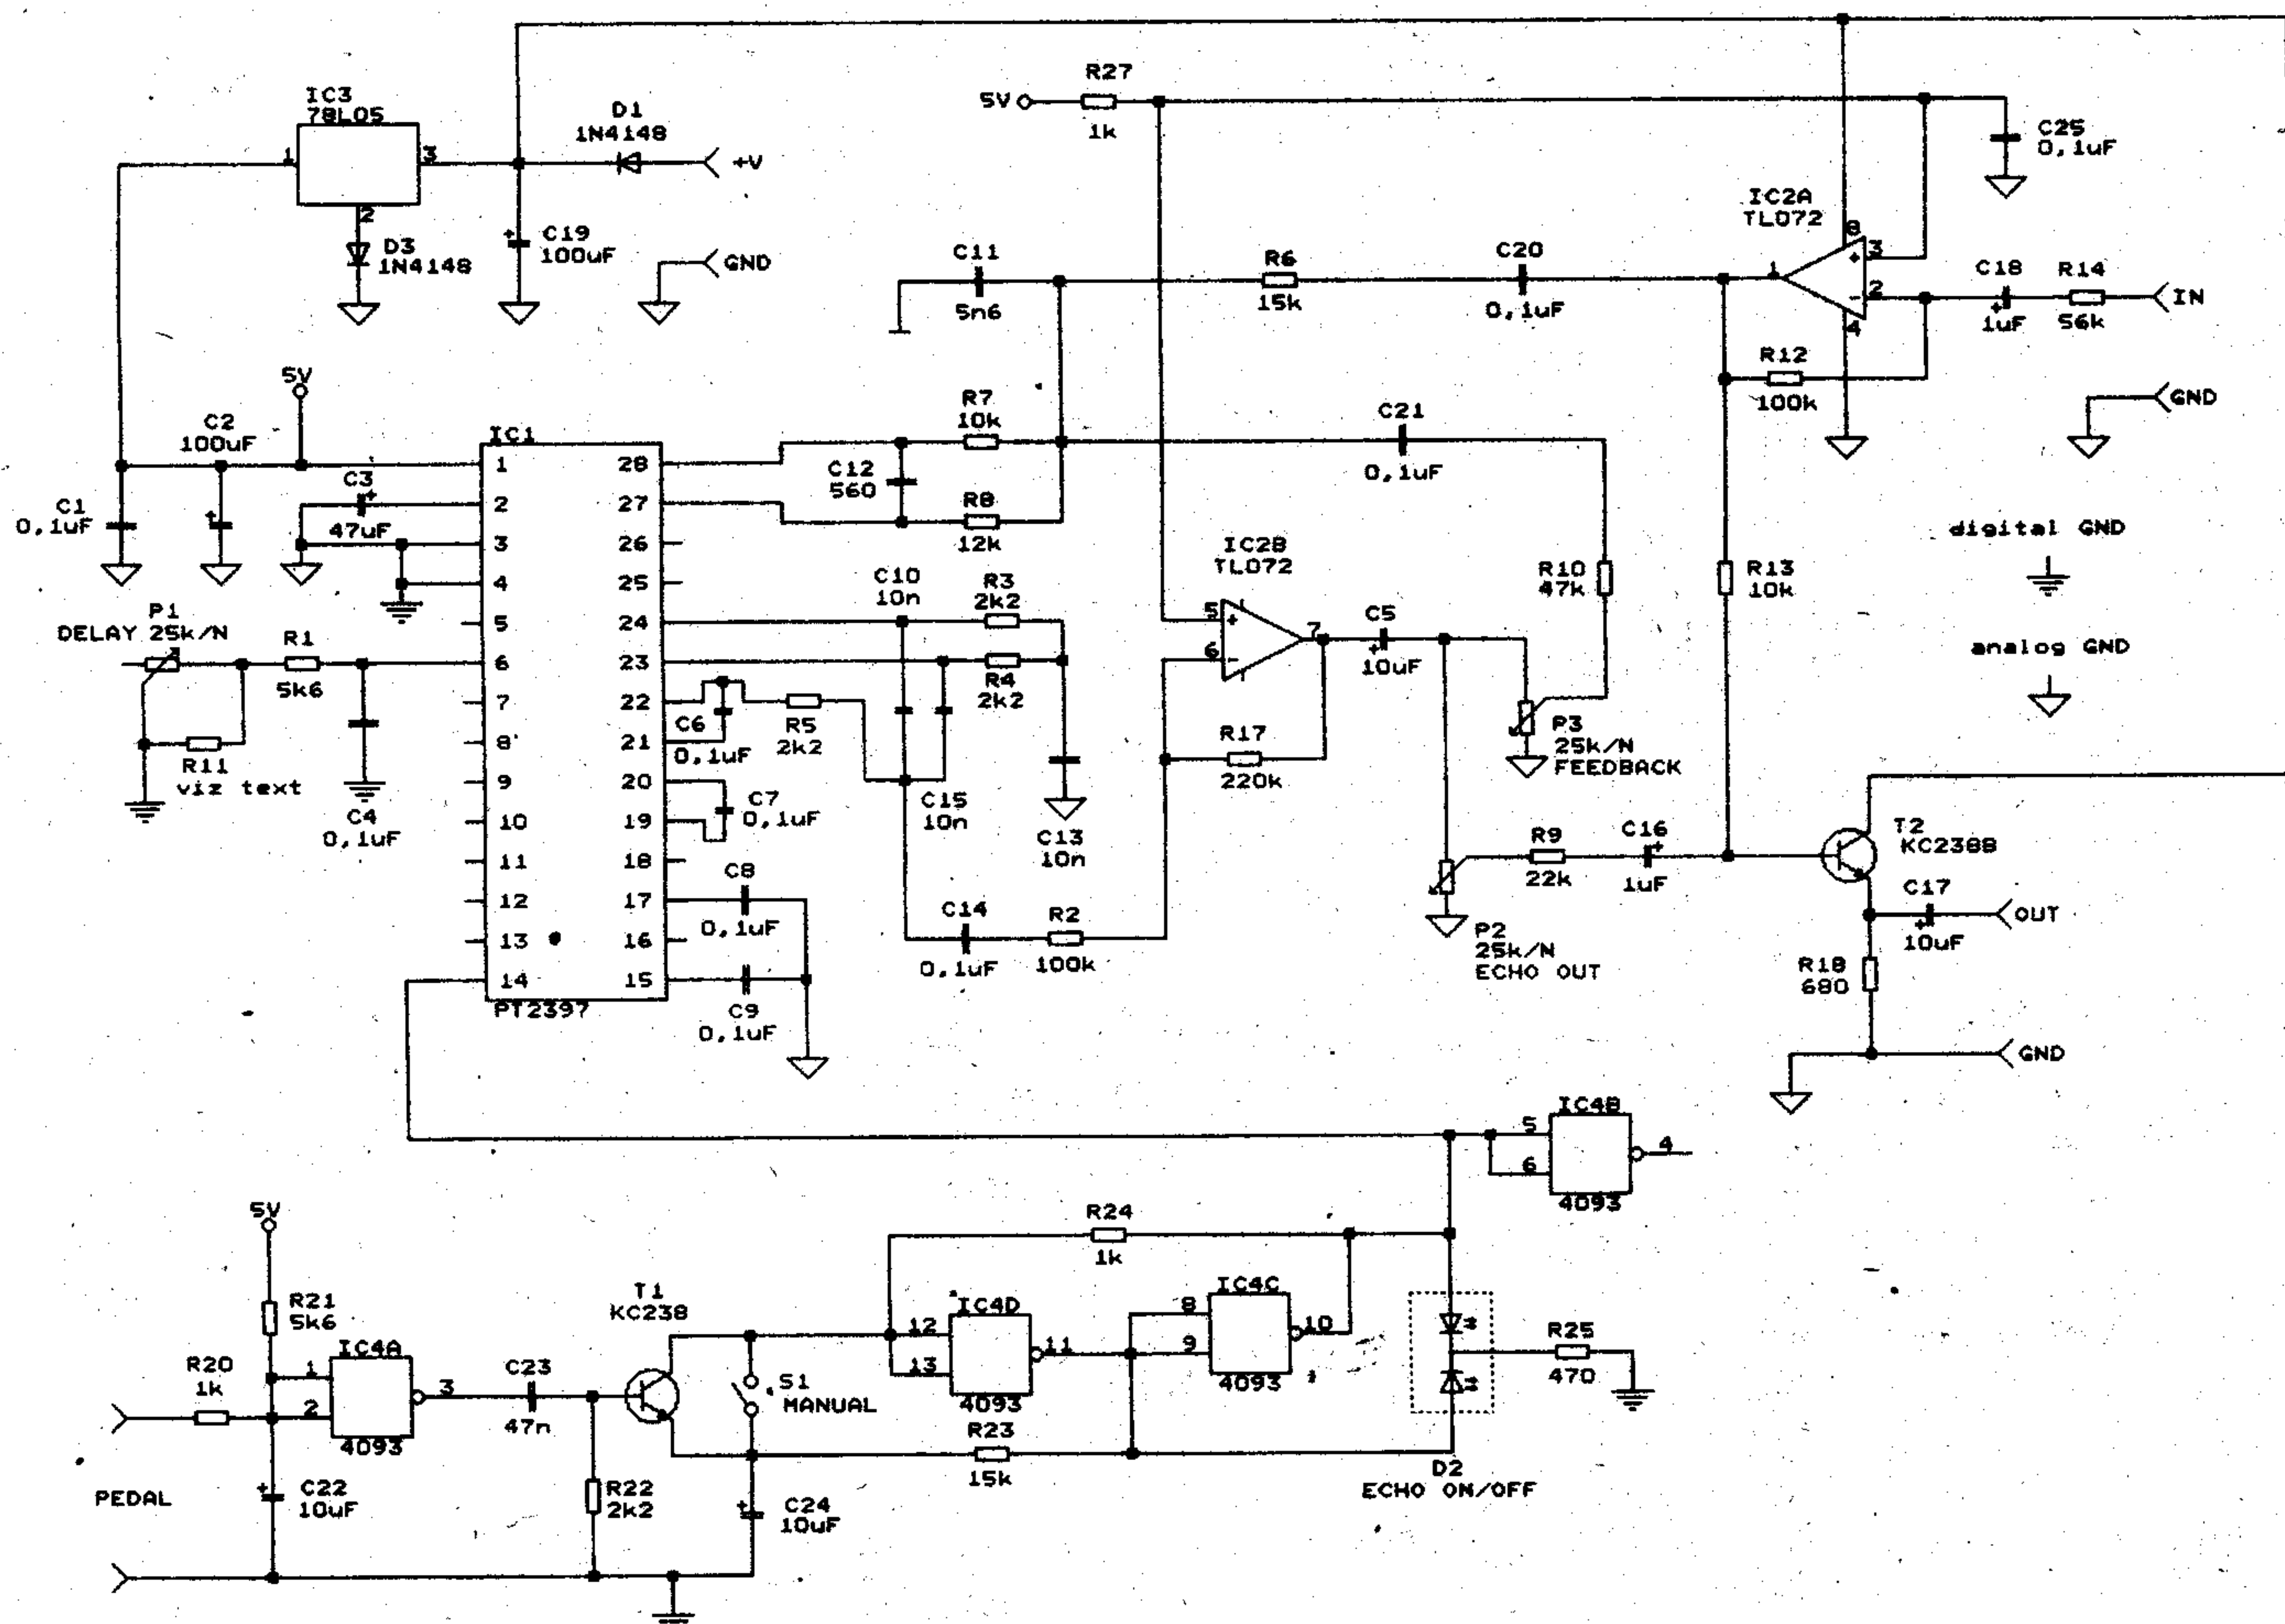 R27
5V
1k
IC3
78L05
1
3
2
D1
1N4148
+V
D3
1N4148
C19
100uF
GND
C25
0,1uF
IC2A
TL072
8
3
1
2
4
C11
5n6
R6
15k
C20
0,1uF
C18
1uF
R14
56k
IN
R12
100k
GND
5V
C2
100uF
C1
0,1uF
C3
47uF
IC1
PT2397
1
2
3
4
5
6
7
8
9
10
11
12
13
14
28
27
26
25
24
23
22
21
20
19
18
17
16
15
R7
10k
C12
560
R8
12k
C21
0,1uF
digital GND
analog GND
P1
DELAY 25k/N
R1
5k6
R11
viz text
C4
0,1uF
C10
10n
R3
2k2
R4
2k2
C6
0,1uF
R5
2k2
C7
0,1uF
C15
10n
C13
10n
C8
0,1uF
C9
0,1uF
C14
0,1uF
R2
100k
IC2B
TL072
5
6
7
C5
10uF
R17
220k
R10
47k
R13
10k
P3
25k/N
FEEDBACK
P2
25k/N
ECHO OUT
R9
22k
C16
1uF
T2
KC238B
C17
10uF
OUT
R18
680
GND
IC4B
5
6
4
4093
5V
R21
5k6
R20
1k
IC4A
1
2
3
4093
C23
47n
T1
KC238
S1
MANUAL
R24
1k
IC4D
12
13
11
4093
IC4C
8
9
10
4093
R25
470
R23
15k
D2
ECHO ON/OFF
PEDAL
C22
10uF
R22
2k2
C24
10uF